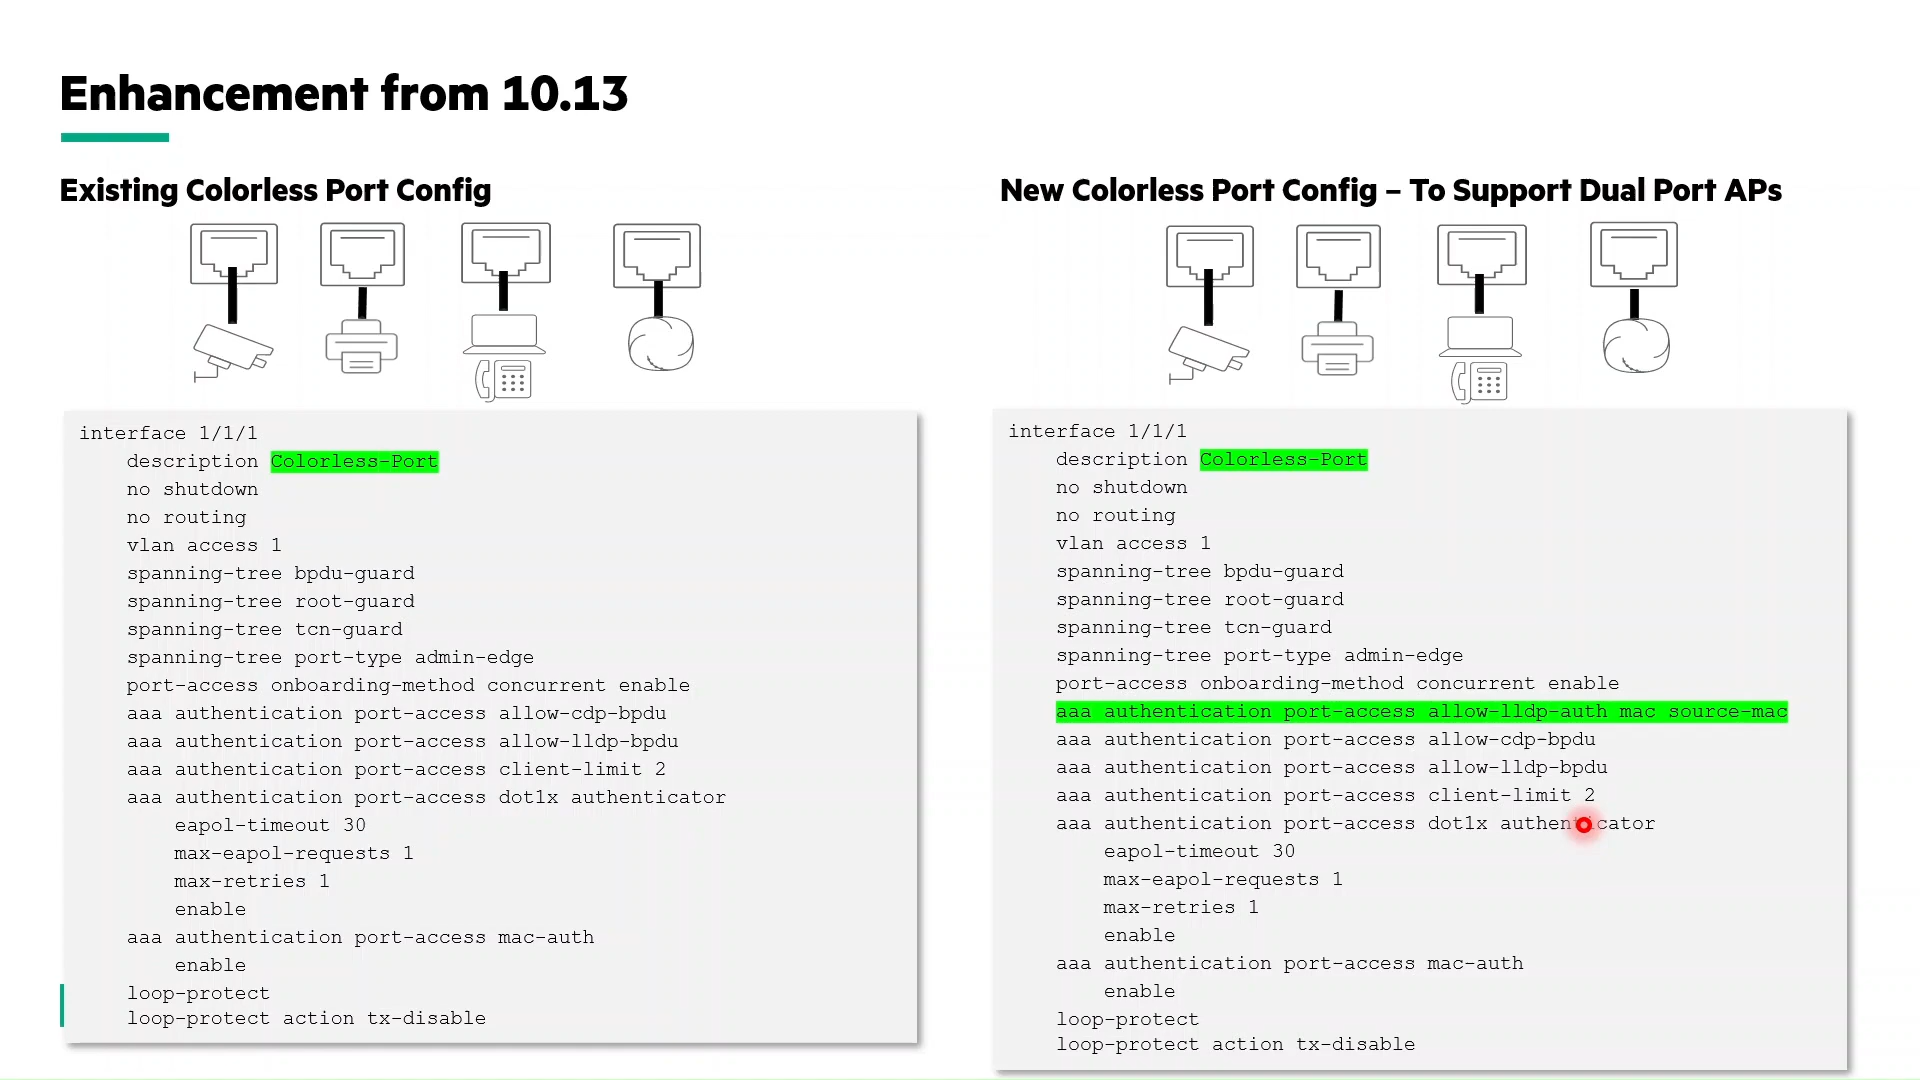 Enhancement from 10.13
Existing Colorless Port Config
interface 1/1/1
description Colorless-Port
no shutdown
no routing
vlan access 1
spanning-tree bpdu-guard
spanning-tree root-guard
spanning-tree tcn-guard
spanning-tree port-type admin-edge
port-access onboarding-method concurrent enable
aaa authentication port-access allow-cdp-bpdu
aaa authentication port-access allow-lldp-bpdu
aaa authentication port-access client-limit 2
aaa authentication port-access dot1x authenticator
eapol-timeout 30
max-eapol-requests 1
max-retries 1
enable
aaa authentication port-access mac-auth
enable
loop-protect
loop-protect action tx-disable
New Colorless Port Config – To Support Dual Port APs
interface 1/1/1
description Colorless-Port
no shutdown
no routing
vlan access 1
spanning-tree bpdu-guard
spanning-tree root-guard
spanning-tree tcn-guard
spanning-tree port-type admin-edge
port-access onboarding-method concurrent enable
aaa authentication port-access allow-lldp-auth mac source-mac
aaa authentication port-access allow-cdp-bpdu
aaa authentication port-access allow-lldp-bpdu
aaa authentication port-access client-limit 2
aaa authentication port-access dot1x authenticator
eapol-timeout 30
max-eapol-requests 1
max-retries 1
enable
aaa authentication port-access mac-auth
enable
loop-protect
loop-protect action tx-disable